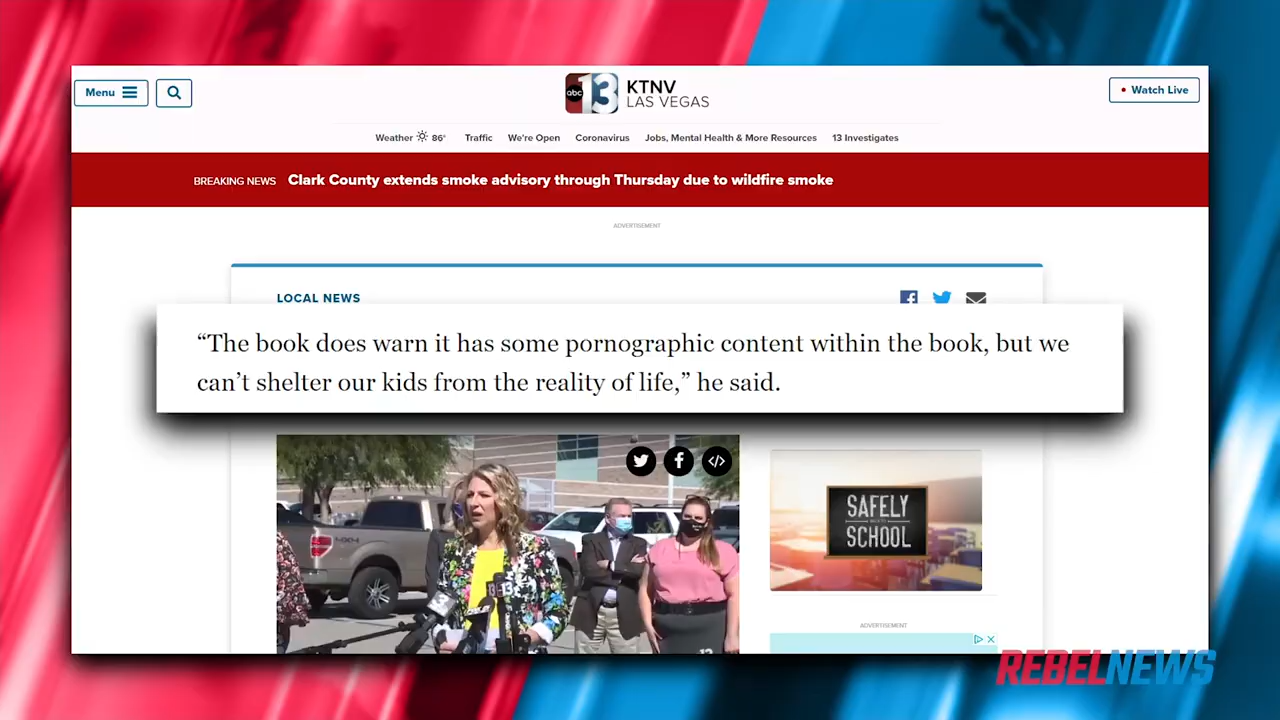 Menu
abc 13 KTNV
LAS VEGAS
• Watch Live
Weather 86° Traffic We're Open Coronavirus Jobs, Mental Health & More Resources 13 Investigates
BREAKING NEWS Clark County extends smoke advisory through Thursday due to wildfire smoke
ADVERTISEMENT
LOCAL NEWS
“The book does warn it has some pornographic content within the book, but we
can’t shelter our kids from the reality of life,” he said.
SAFELY
SCHOOL
ADVERTISEMENT
REBELNEWS